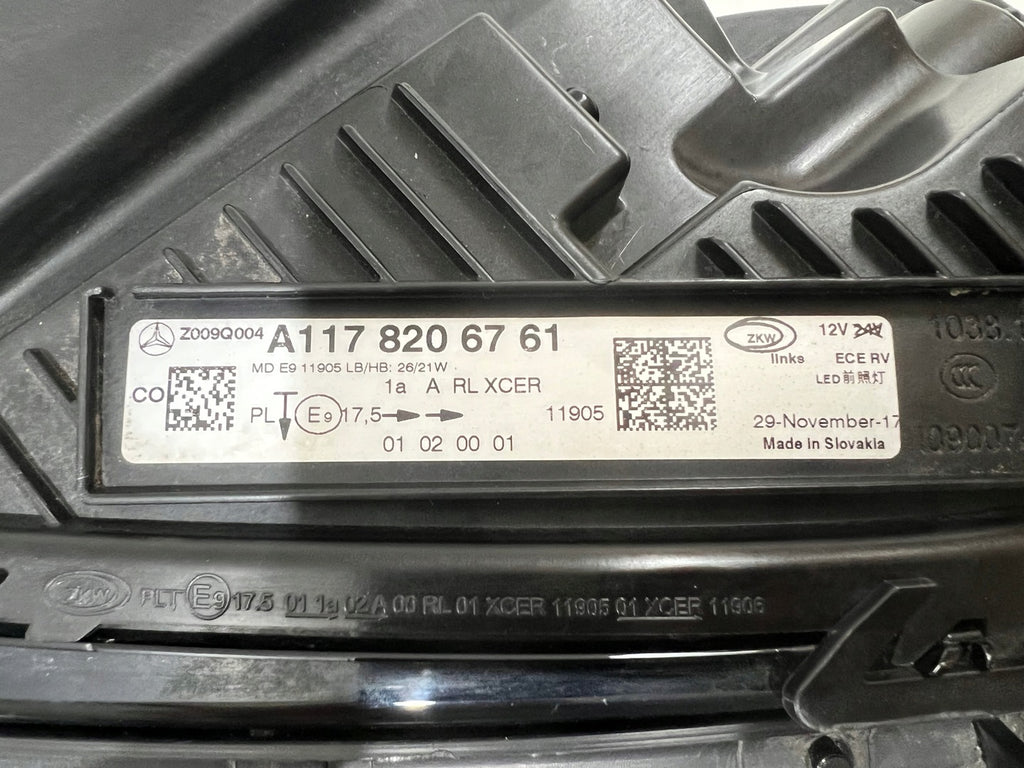 Z009Q004 A117 820 67 61
MD E9 11905 LB/HB: 26/21W
1a A RL XCER
CO
PL E9 17,5 11905
01 02 00 01
ZKW
links
12V 24V
ECE RV
LED前照灯
29-November-17
Made in Slovakia
1038.
CCC
ZKW PLT E9 17.5 01 1a 02 A 00 RL 01 XCER 11905 01 XCER 11906